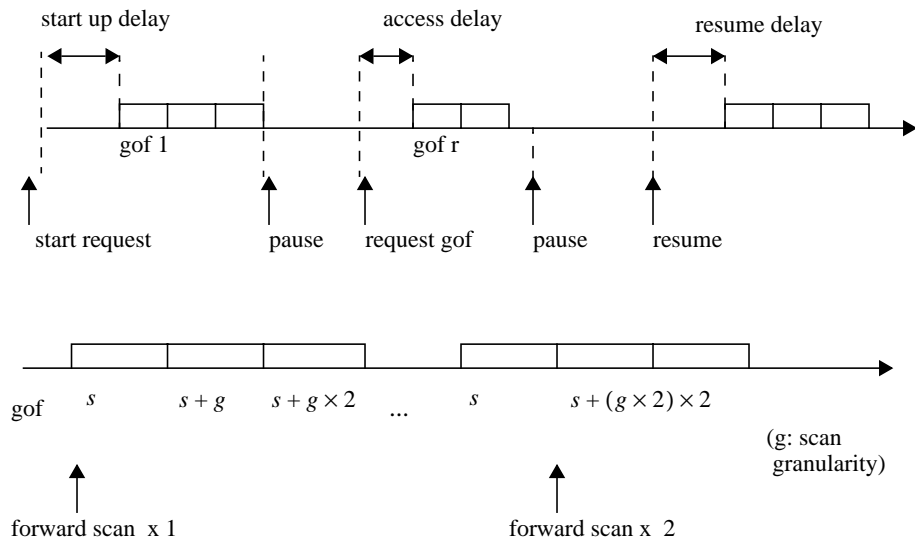 start up delay
access delay
resume delay
gof 1
gof r
start request
pause
request gof
pause
resume
gof
s
s + g
s + g × 2
...
s
s + ( g × 2 ) × 2
(g: scan
granularity)
forward scan x 1
forward scan x 2